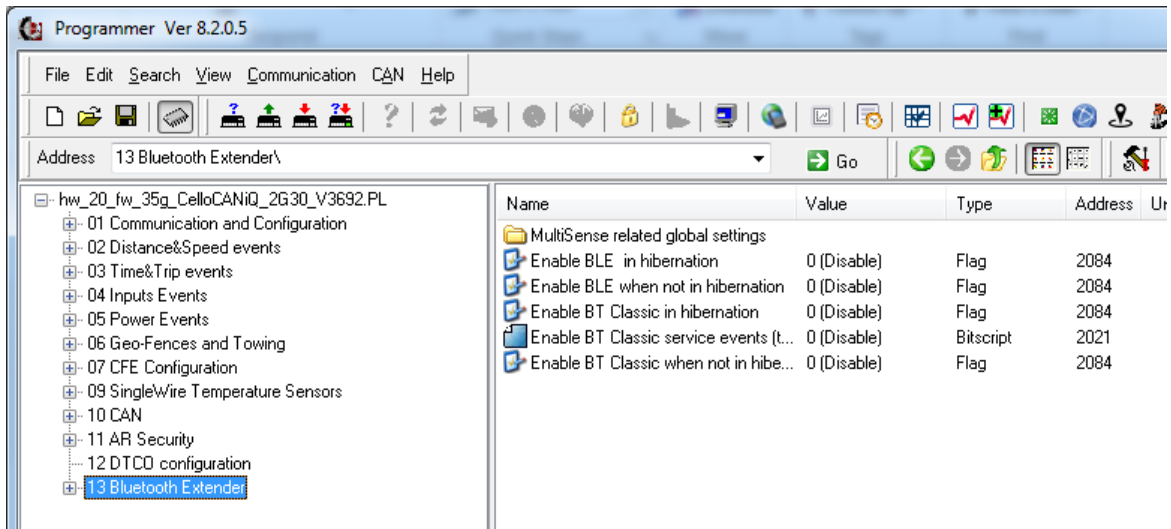 Programmer Ver 8.2.0.5
File Edit Search View Communication CAN Help
Address 13 Bluetooth Extender\ Go
hw_20_fw_35g_CelloCANiQ_2G30_V3692.PL
01 Communication and Configuration
02 Distance&Speed events
03 Time&Trip events
04 Inputs Events
05 Power Events
06 Geo-Fences and Towing
07 CFE Configuration
09 SingleWire Temperature Sensors
10 CAN
11 AR Security
12 DTCO configuration
13 Bluetooth Extender
Name Value Type Address Un
MultiSense related global settings
Enable BLE in hibernation 0 (Disable) Flag 2084
Enable BLE when not in hibernation 0 (Disable) Flag 2084
Enable BT Classic in hibernation 0 (Disable) Flag 2084
Enable BT Classic service events (t... 0 (Disable) Bitscript 2021
Enable BT Classic when not in hibe... 0 (Disable) Flag 2084